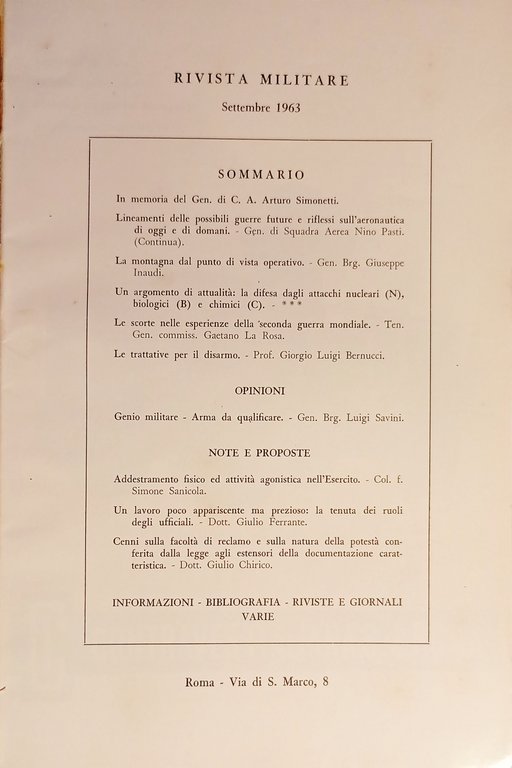 RIVISTA MILITARE
Settembre 1963
SOMMARIO
In memoria del Gen. di C. A. Arturo Simonetti.
Lineamenti delle possibili guerre future e riflessi sull'aeronautica
di oggi e di domani. - Gen. di Squadra Aerea Nino Pasti.
(Continua).
La montagna dal punto di vista operativo. - Gen. Brg. Giuseppe
Inaudi.
Un argomento di attualità: la difesa dagli attacchi nucleari (N),
biologici (B) e chimici (C). - * * *
Le scorte nelle esperienze della seconda guerra mondiale. - Ten.
Gen. commiss. Gaetano La Rosa.
Le trattative per il disarmo. - Prof. Giorgio Luigi Bernucci.
OPINIONI
Genio militare - Arma da qualificare. - Gen. Brg. Luigi Savini.
NOTE E PROPOSTE
Addestramento fisico ed attività agonistica nell'Esercito. - Col. f.
Simone Sanicola.
Un lavoro poco appariscente ma prezioso: la tenuta dei ruoli
degli ufficiali. - Dott. Giulio Ferrante.
Cenni sulla facoltà di reclamo e sulla natura della potestà con-
ferita dalla legge agli estensori della documentazione carat-
teristica. - Dott. Giulio Chirico.
INFORMAZIONI - BIBLIOGRAFIA - RIVISTE E GIORNALI
VARIE
Roma - Via di S. Marco, 8